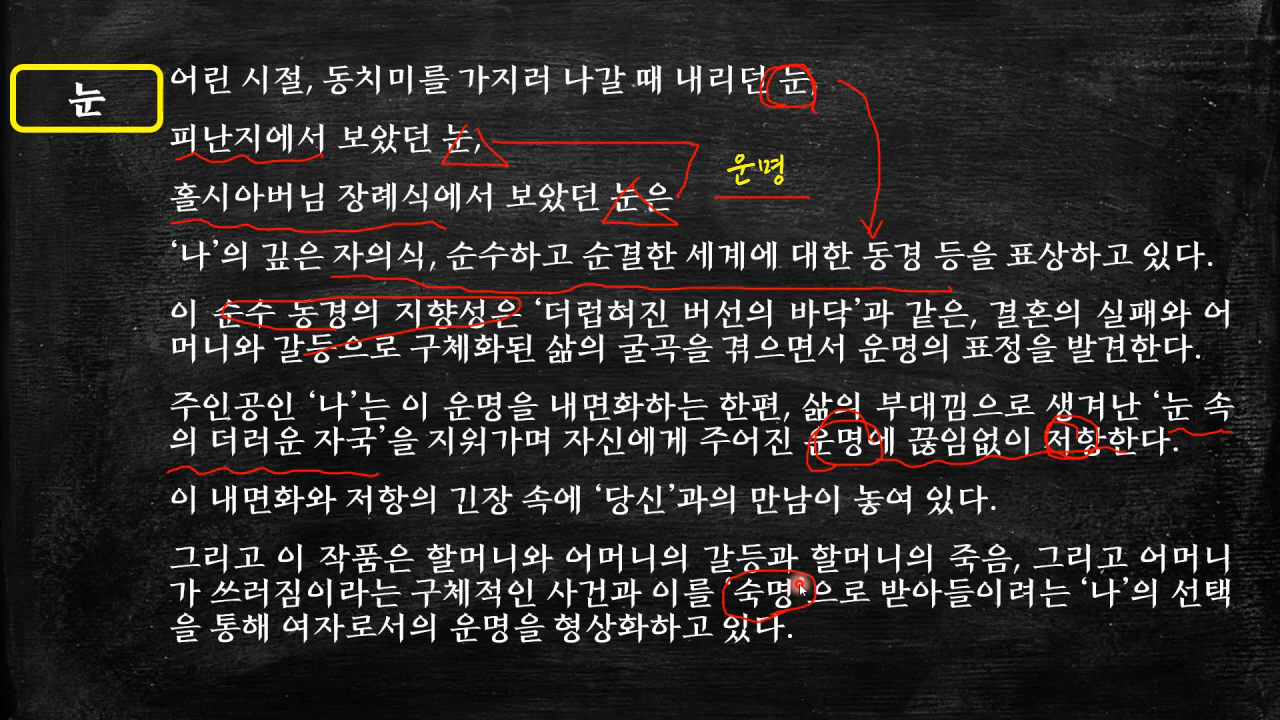 눈
어린 시절, 동치미를 가지러 나갈 때 내리던 눈,
피난지에서 보았던 눈,
운명
홀시아버님 장례식에서 보았던 눈은
‘나’의 깊은 자의식, 순수하고 순결한 세계에 대한 동경 등을 표상하고 있다.
이 순수 동경의 지향성은 ‘더럽혀진 버선의 바닥’과 같은, 결혼의 실패와 어
머니와 갈등으로 구체화된 삶의 굴곡을 겪으면서 운명의 표정을 발견한다.
주인공인 ‘나’는 이 운명을 내면화하는 한편, 삶의 부대낌으로 생겨난 ‘눈 속
의 더러운 자국’을 지워가며 자신에게 주어진 운명에 끊임없이 저항한다.
이 내면화와 저항의 긴장 속에 ‘당신’과의 만남이 놓여 있다.
그리고 이 작품은 할머니와 어머니의 갈등과 할머니의 죽음, 그리고 어머니
가 쓰러짐이라는 구체적인 사건과 이를 ‘숙명’으로 받아들이려는 ‘나’의 선택
을 통해 여자로서의 운명을 형상화하고 있다.